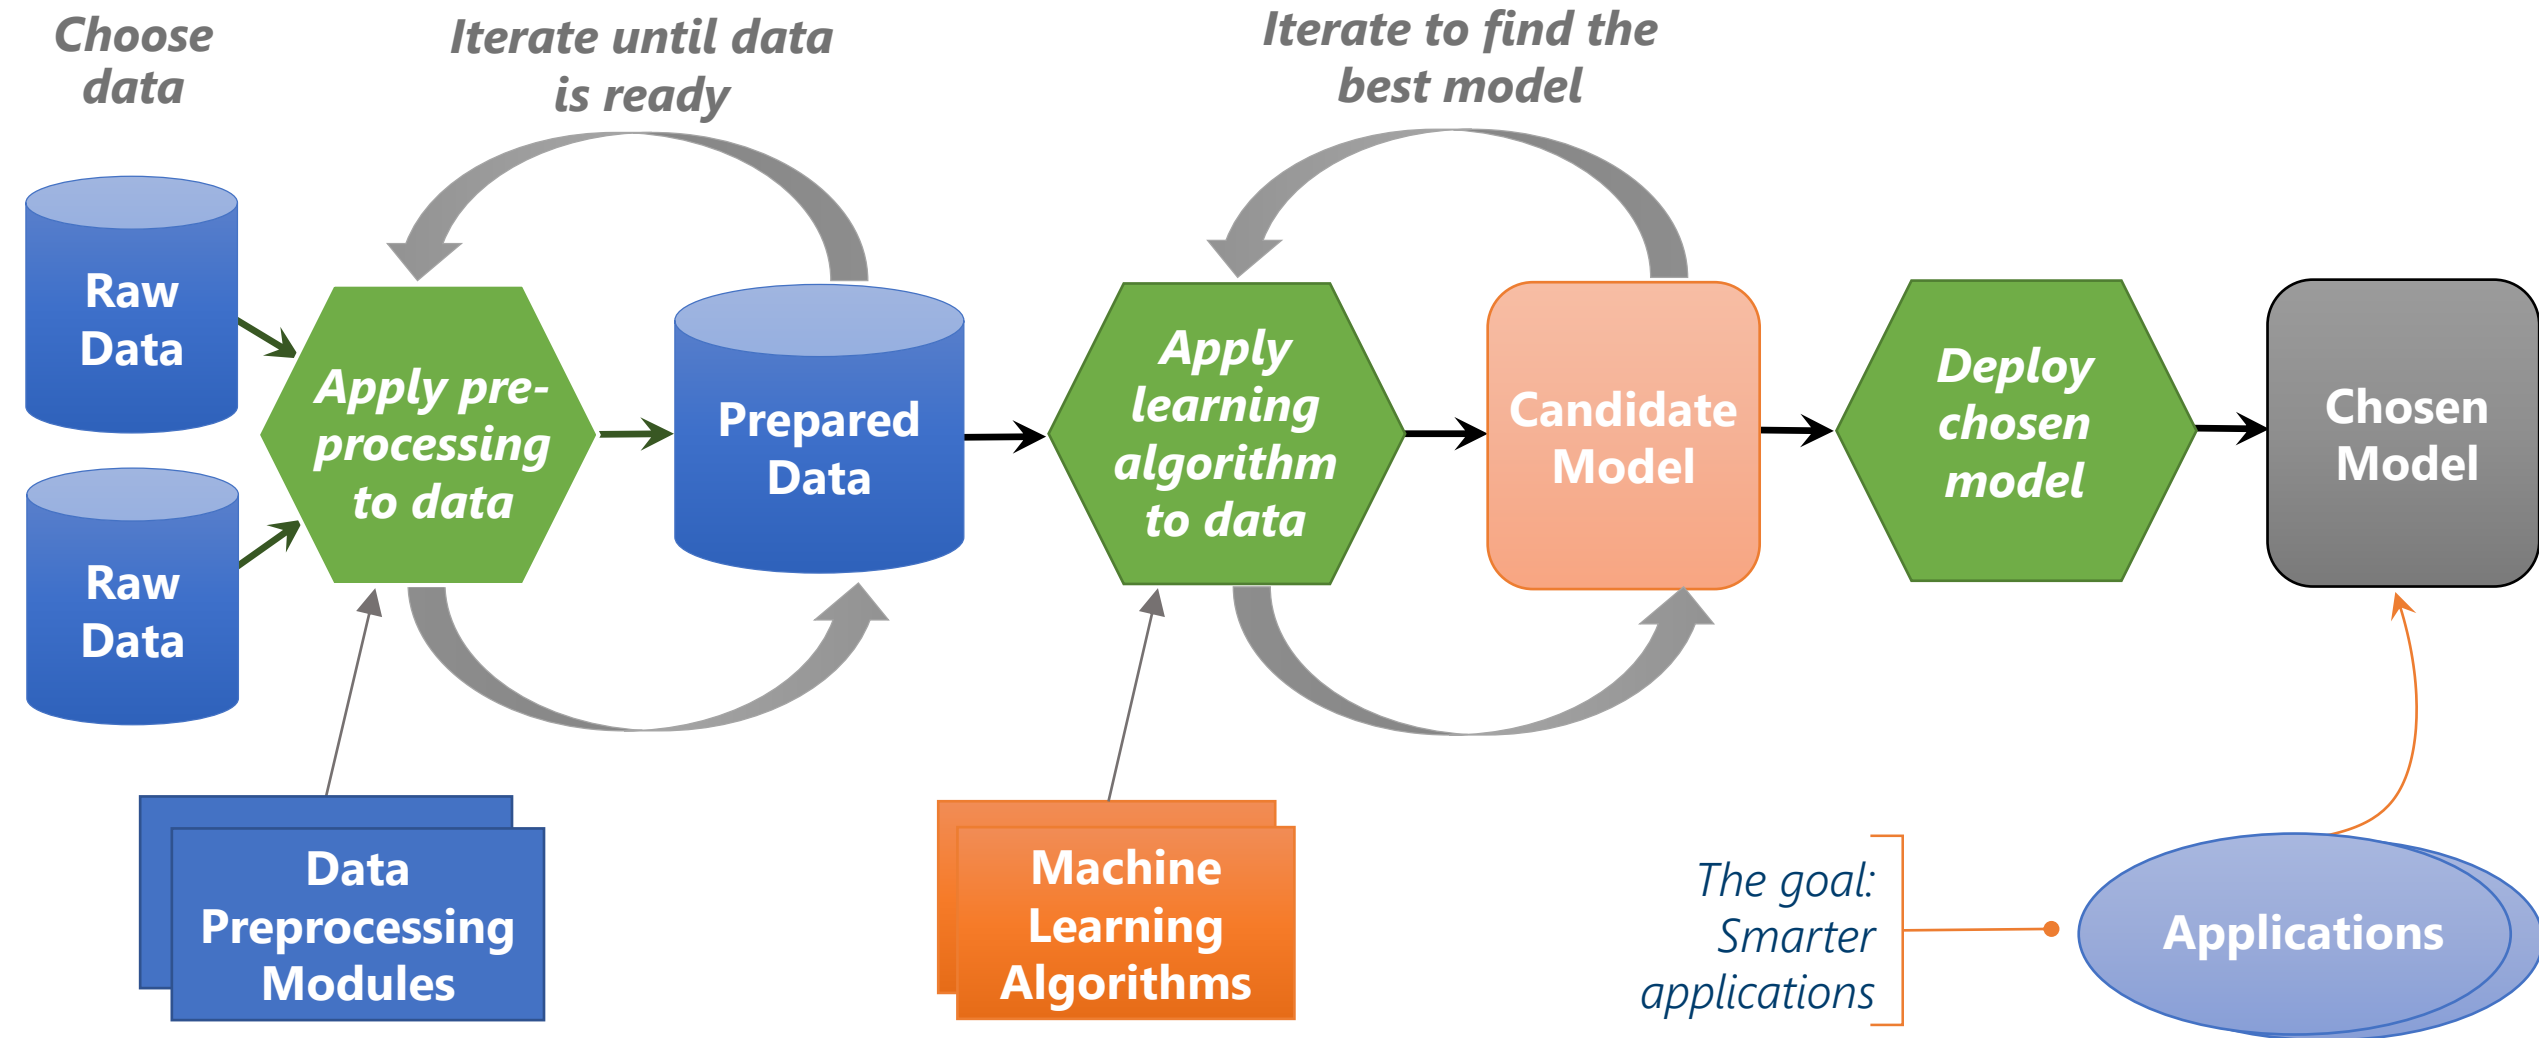 Choose
data
Iterate until data
is ready
Iterate to find the
best model
Raw
Data
Raw
Data
Apply pre-
processing
to data
Prepared
Data
Apply
learning
algorithm
to data
Candidate
Model
Deploy
chosen
model
Chosen
Model
Data
Preprocessing
Modules
Machine
Learning
Algorithms
The goal:
Smarter
applications
Applications